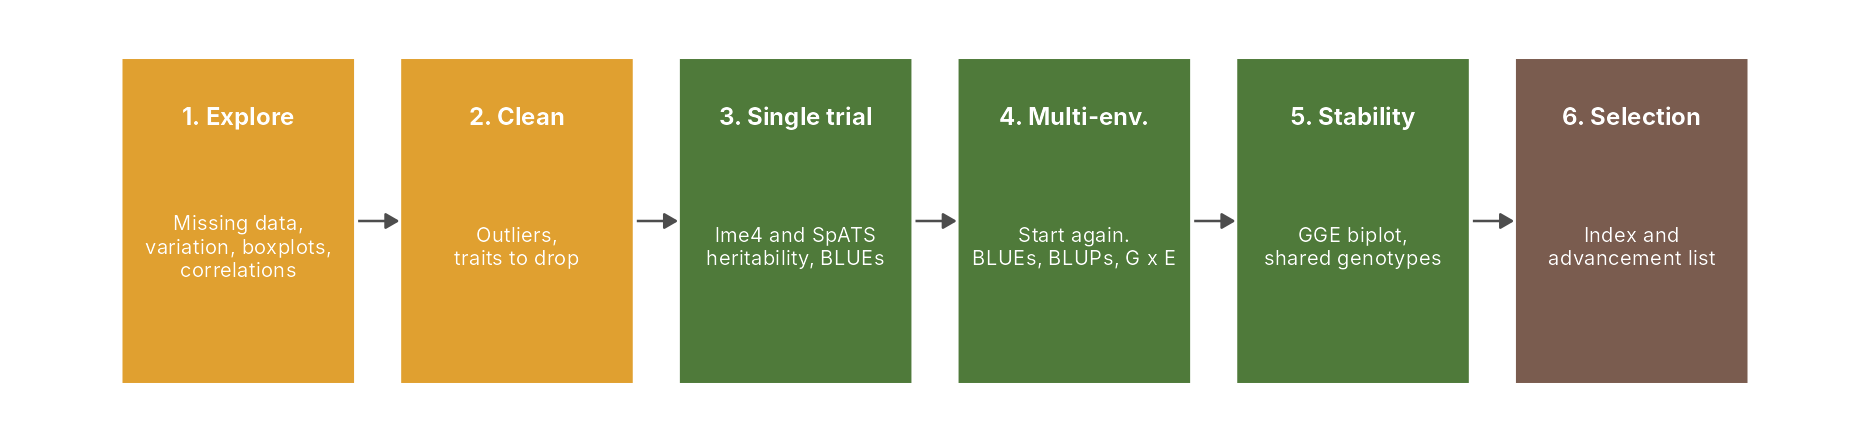 1. Explore
Missing data,
variation, boxplots,
correlations
2. Clean
Outliers,
traits to drop
3. Single trial
lme4 and SpATS
heritability, BLUEs
4. Multi-env.
Start again.
BLUEs, BLUPs, G x E
5. Stability
GGE biplot,
shared genotypes
6. Selection
Index and
advancement list